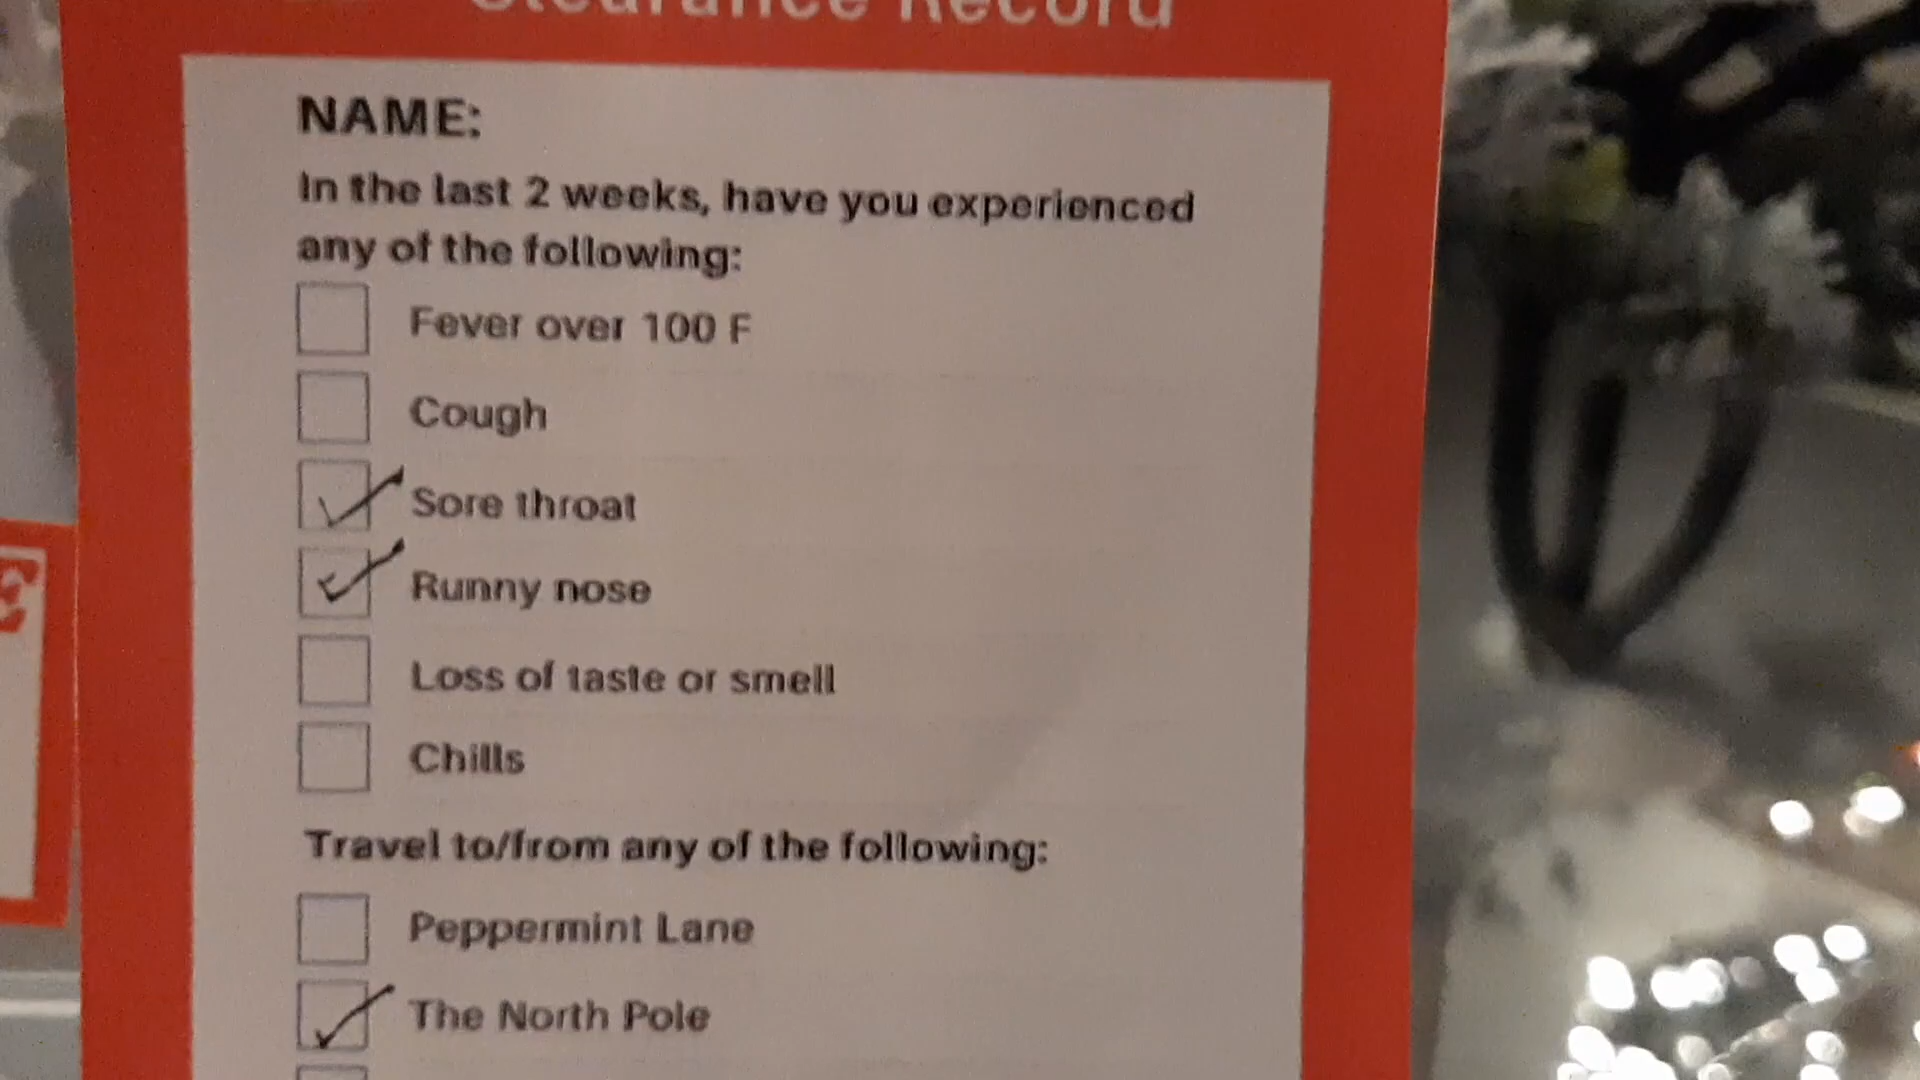 Clearance Record
NAME:
In the last 2 weeks, have you experienced
any of the following:
Fever over 100 F
Cough
Sore throat
Runny nose
Loss of taste or smell
Chills
Travel to/from any of the following:
Peppermint Lane
The North Pole
E